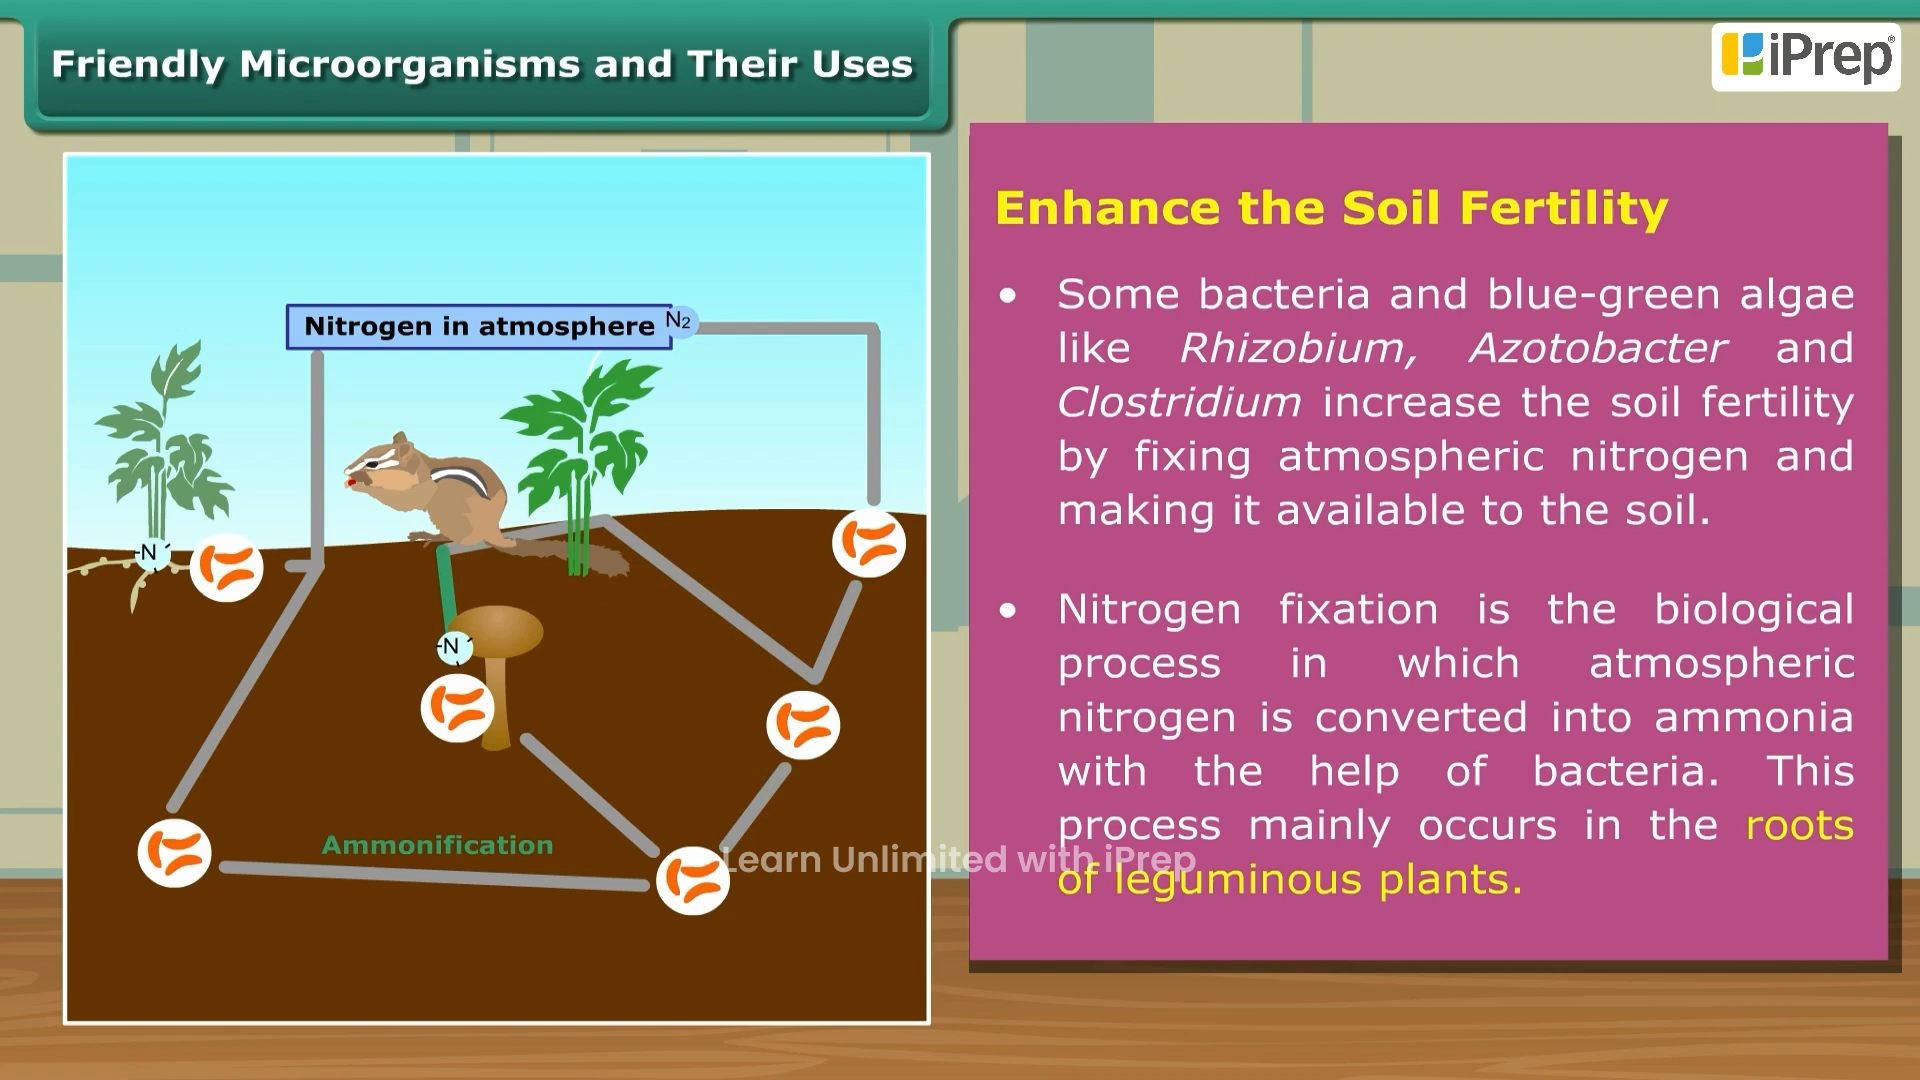 Friendly Microorganisms and Their Uses
iPrep®
Nitrogen in atmosphere N2
-N
-N
Ammonification
Enhance the Soil Fertility
• Some bacteria and blue-green algae
like Rhizobium, Azotobacter and
Clostridium increase the soil fertility
by fixing atmospheric nitrogen and
making it available to the soil.
• Nitrogen fixation is the biological
process in which atmospheric
nitrogen is converted into ammonia
with the help of bacteria. This
process mainly occurs in the roots
of leguminous plants.
Learn Unlimited with iPrep